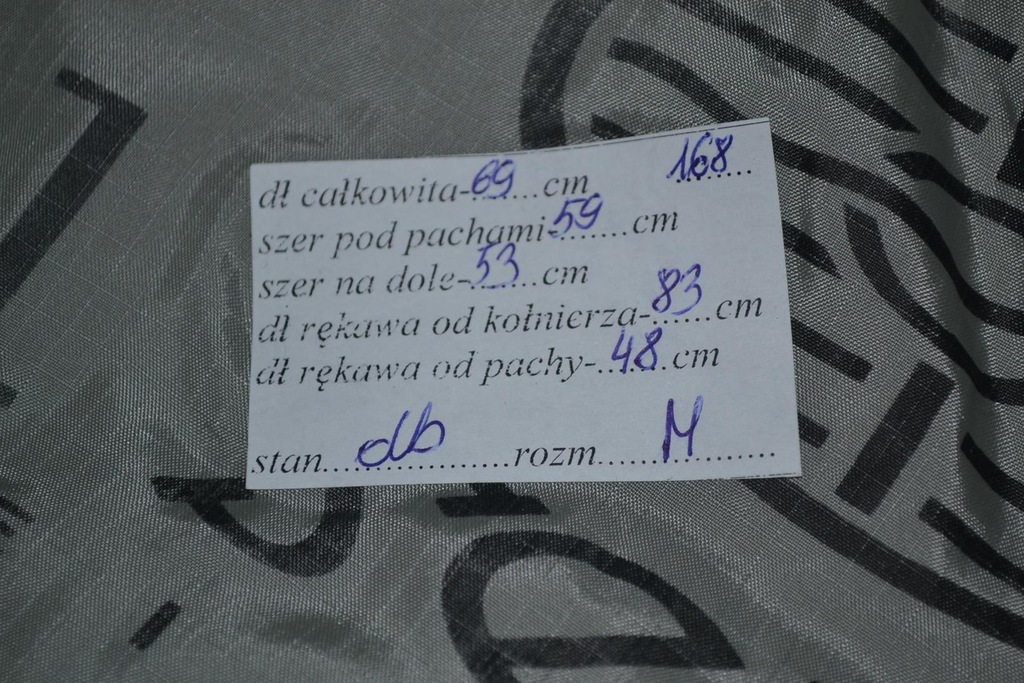 168
dł całkowita-69...cm
szer pod pachami-59.....cm
szer na dole-53...cm
dł rękawa od kołnierza-83...cm
dł rękawa od pachy-48.cm
stan....db..........rozm......M........